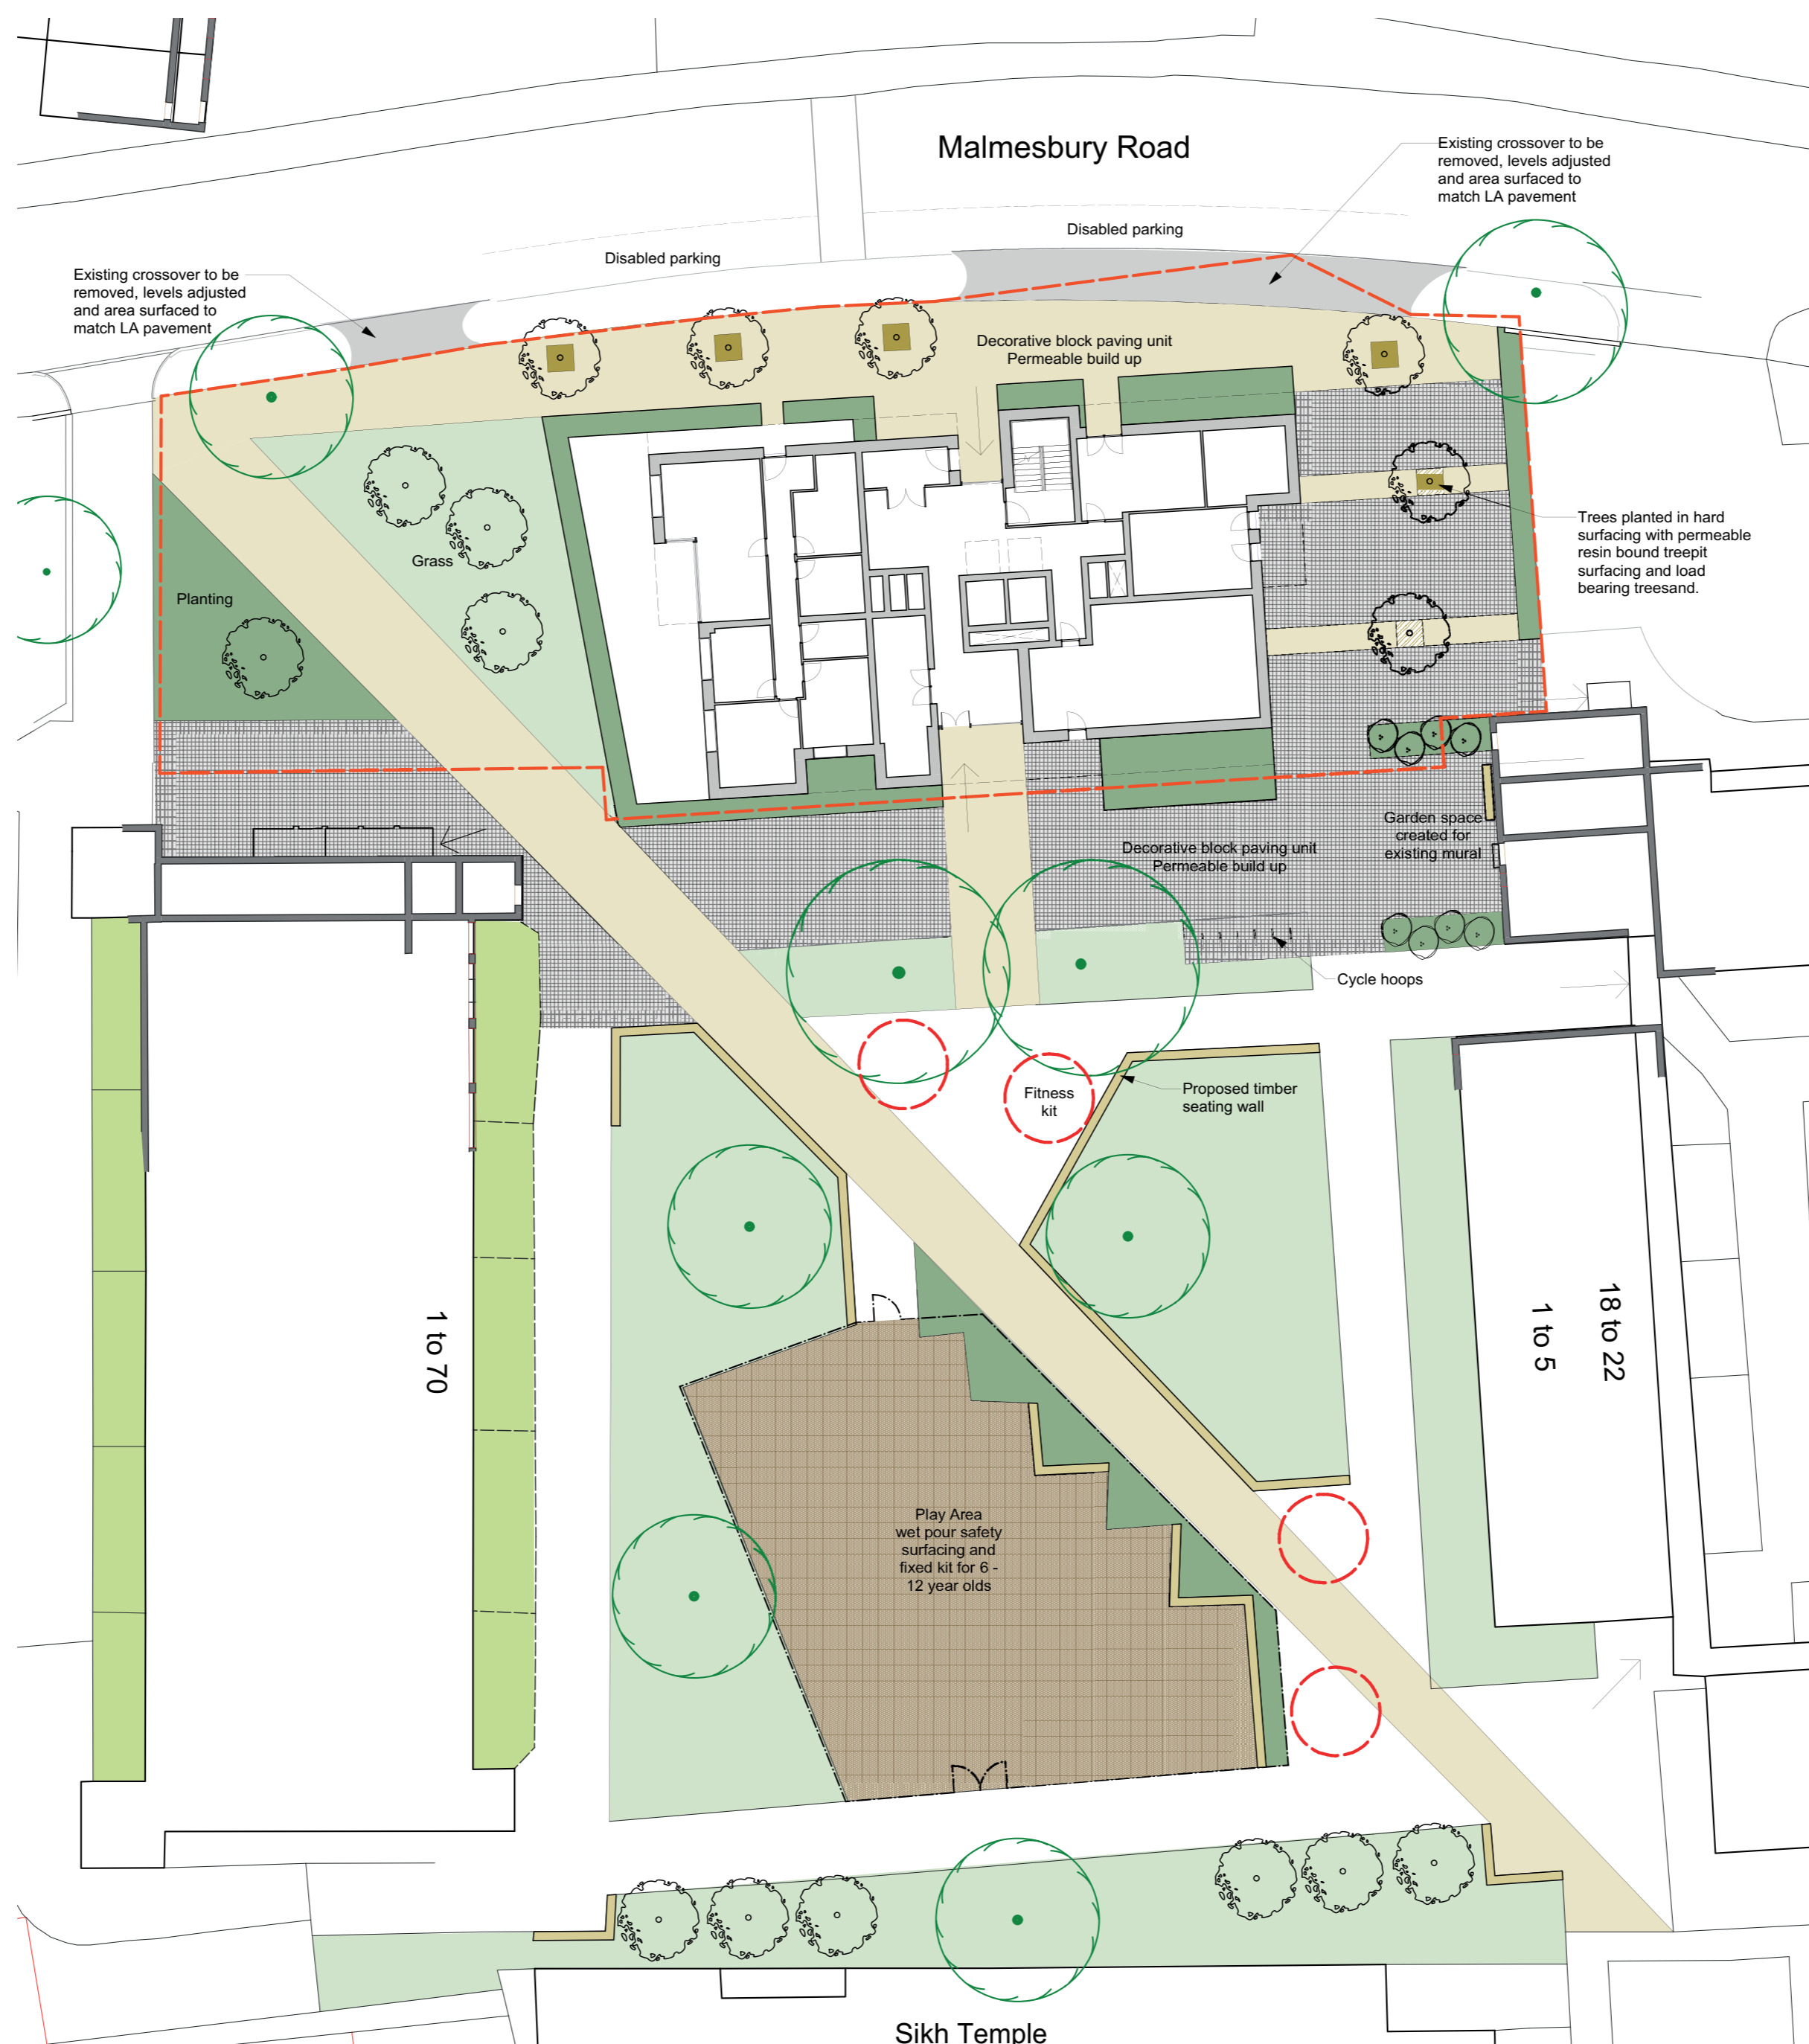 Malmesbury Road
Existing crossover to be
removed, levels adjusted
and area surfaced to
match LA pavement
Disabled parking
Disabled parking
Existing crossover to be
removed, levels adjusted
and area surfaced to
match LA pavement
Decorative block paving unit
Permeable build up
Trees planted in hard
surfacing with permeable
resin bound treepit
surfacing and load
bearing treesand.
Grass
Planting
Garden space
created for
existing mural
Decorative block paving unit
Permeable build up
Cycle hoops
Fitness
kit
Proposed timber
seating wall
1 to 70
18 to 22
1 to 5
Play Area
wet pour safety
surfacing and
fixed kit for 6 -
12 year olds
Sikh Temple